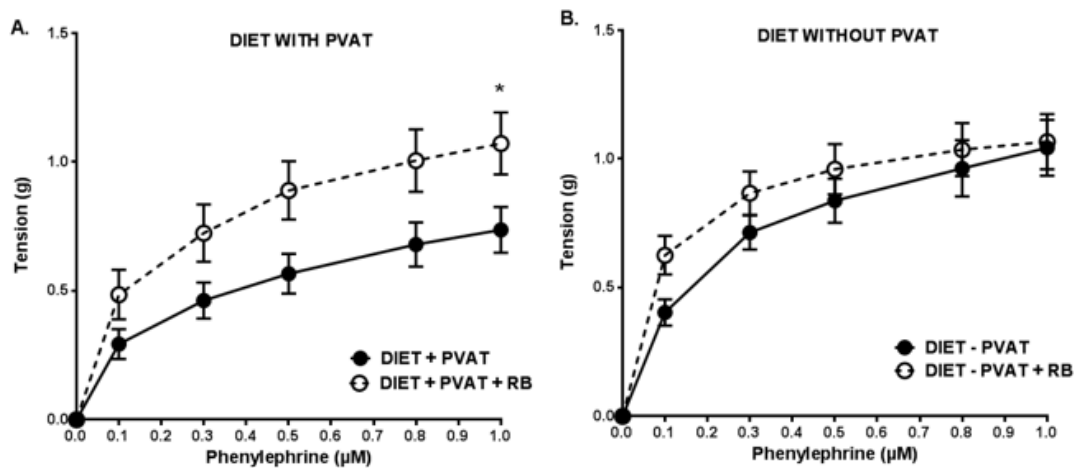 A.
DIET WITH PVAT
1.5
1.0
0.5
0.0
Tension (g)
*
DIET + PVAT
DIET + PVAT + RB
0.0 0.1 0.2 0.3 0.4 0.5 0.6 0.7 0.8 0.9 1.0
Phenylephrine (µM)
B.
DIET WITHOUT PVAT
1.5
1.0
0.5
0.0
Tension (g)
DIET - PVAT
DIET - PVAT + RB
0.0 0.1 0.2 0.3 0.4 0.5 0.6 0.7 0.8 0.9 1.0
Phenylephrine (µM)